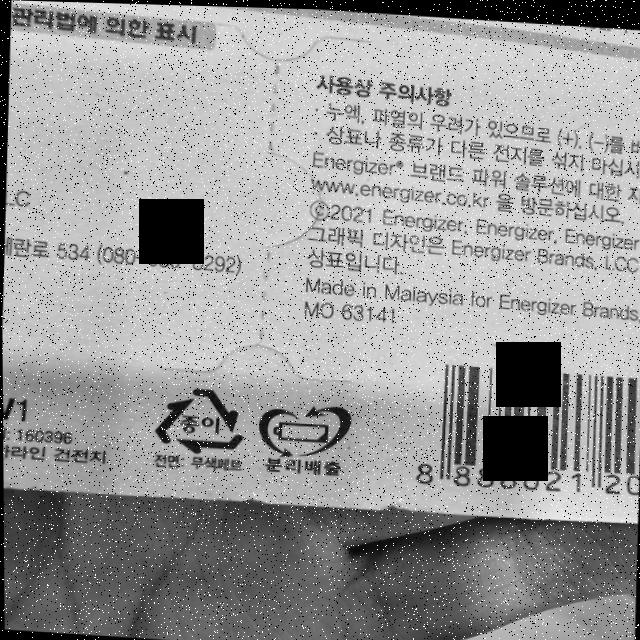 관리법에 의한 표시
LC
헤란로 534 (080- 0292)
/1
: 160396
카라인 건전지
종이
전면: 무색페트
분리배출
사용상 주의사항
누액, 파열의 우려가 있으므로 (+), (-)를
상표나 종류가 다른 전지를 섞지 마십시
Energizer® 브랜드 파워 솔루션에 대한
www.energizer.co.kr 을 방문하십시오.
©2021 Energizer. Energizer, Energizer
그래픽 디자인은 Energizer Brands, LCC
상표입니다.
Made in Malaysia for Energizer Brands,
MO 63141
8 88 8021 20